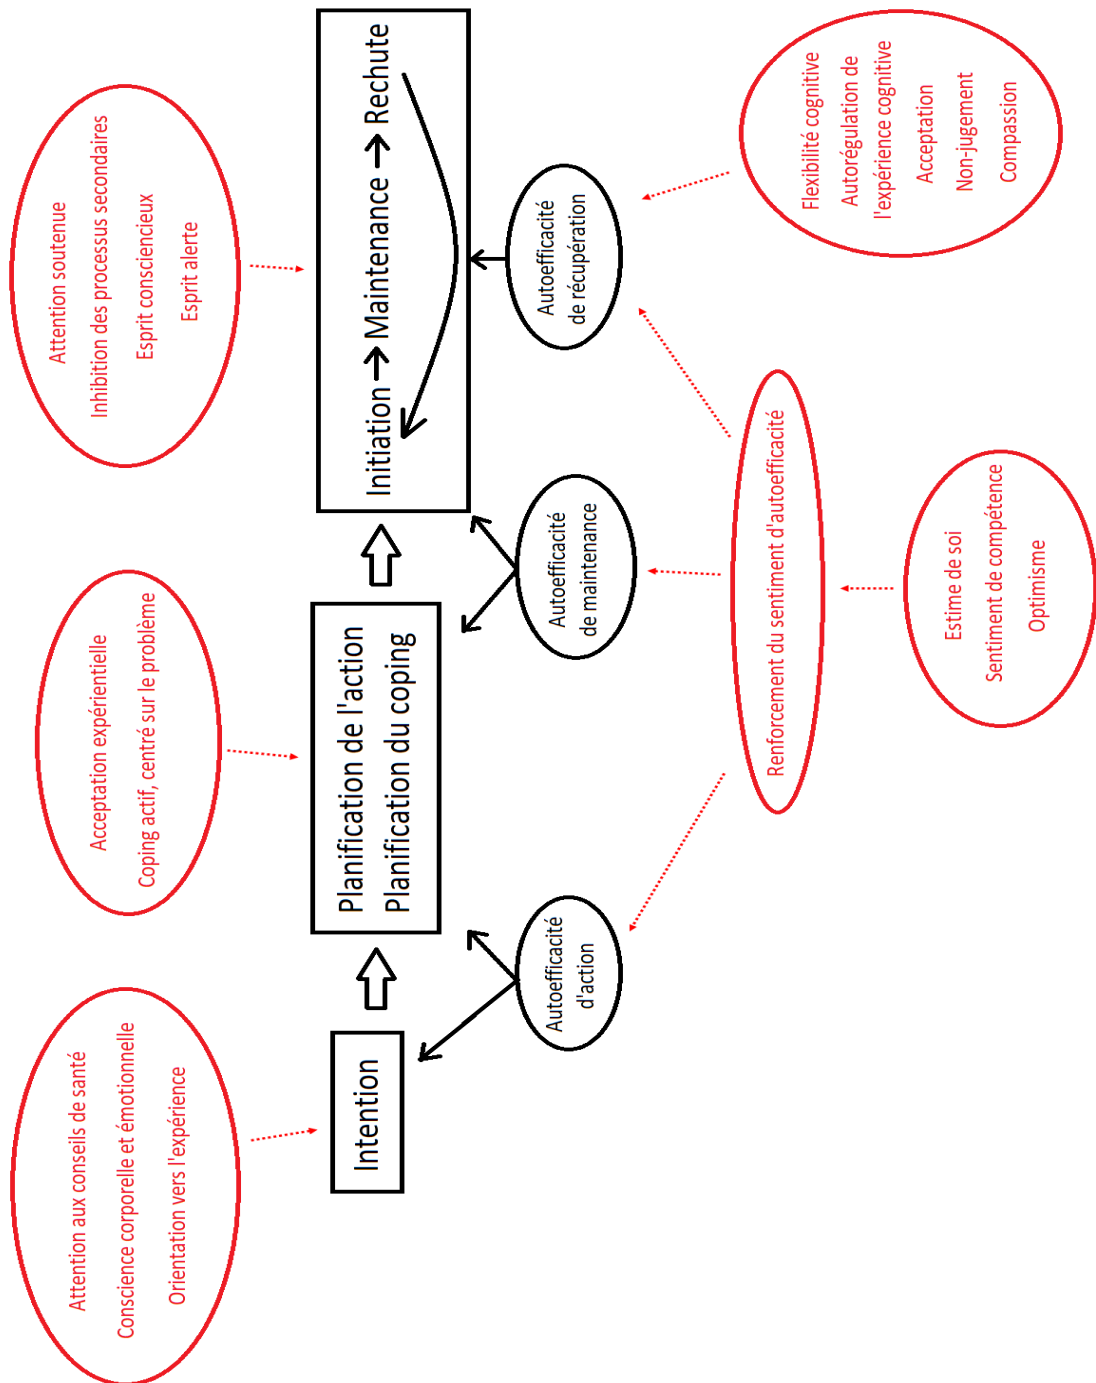 Attention aux conseils de santé
Conscience corporelle et émotionnelle
Orientation vers l'expérience
Acceptation expérientielle
Coping actif, centré sur le problème
Attention soutenue
Inhibition des processus secondaires
Esprit consciencieux
Esprit alerte
Intention
Planification de l'action
Planification du coping
Initiation
Maintenance
Rechute
Autoefficacité
d'action
Autoefficacité
de maintenance
Autoefficacité
de récupération
Renforcement du sentiment d'autoefficacité
Flexibilité cognitive
Autorégulation de
l'expérience cognitive
Acceptation
Non-jugement
Compassion
Estime de soi
Sentiment de compétence
Optimisme